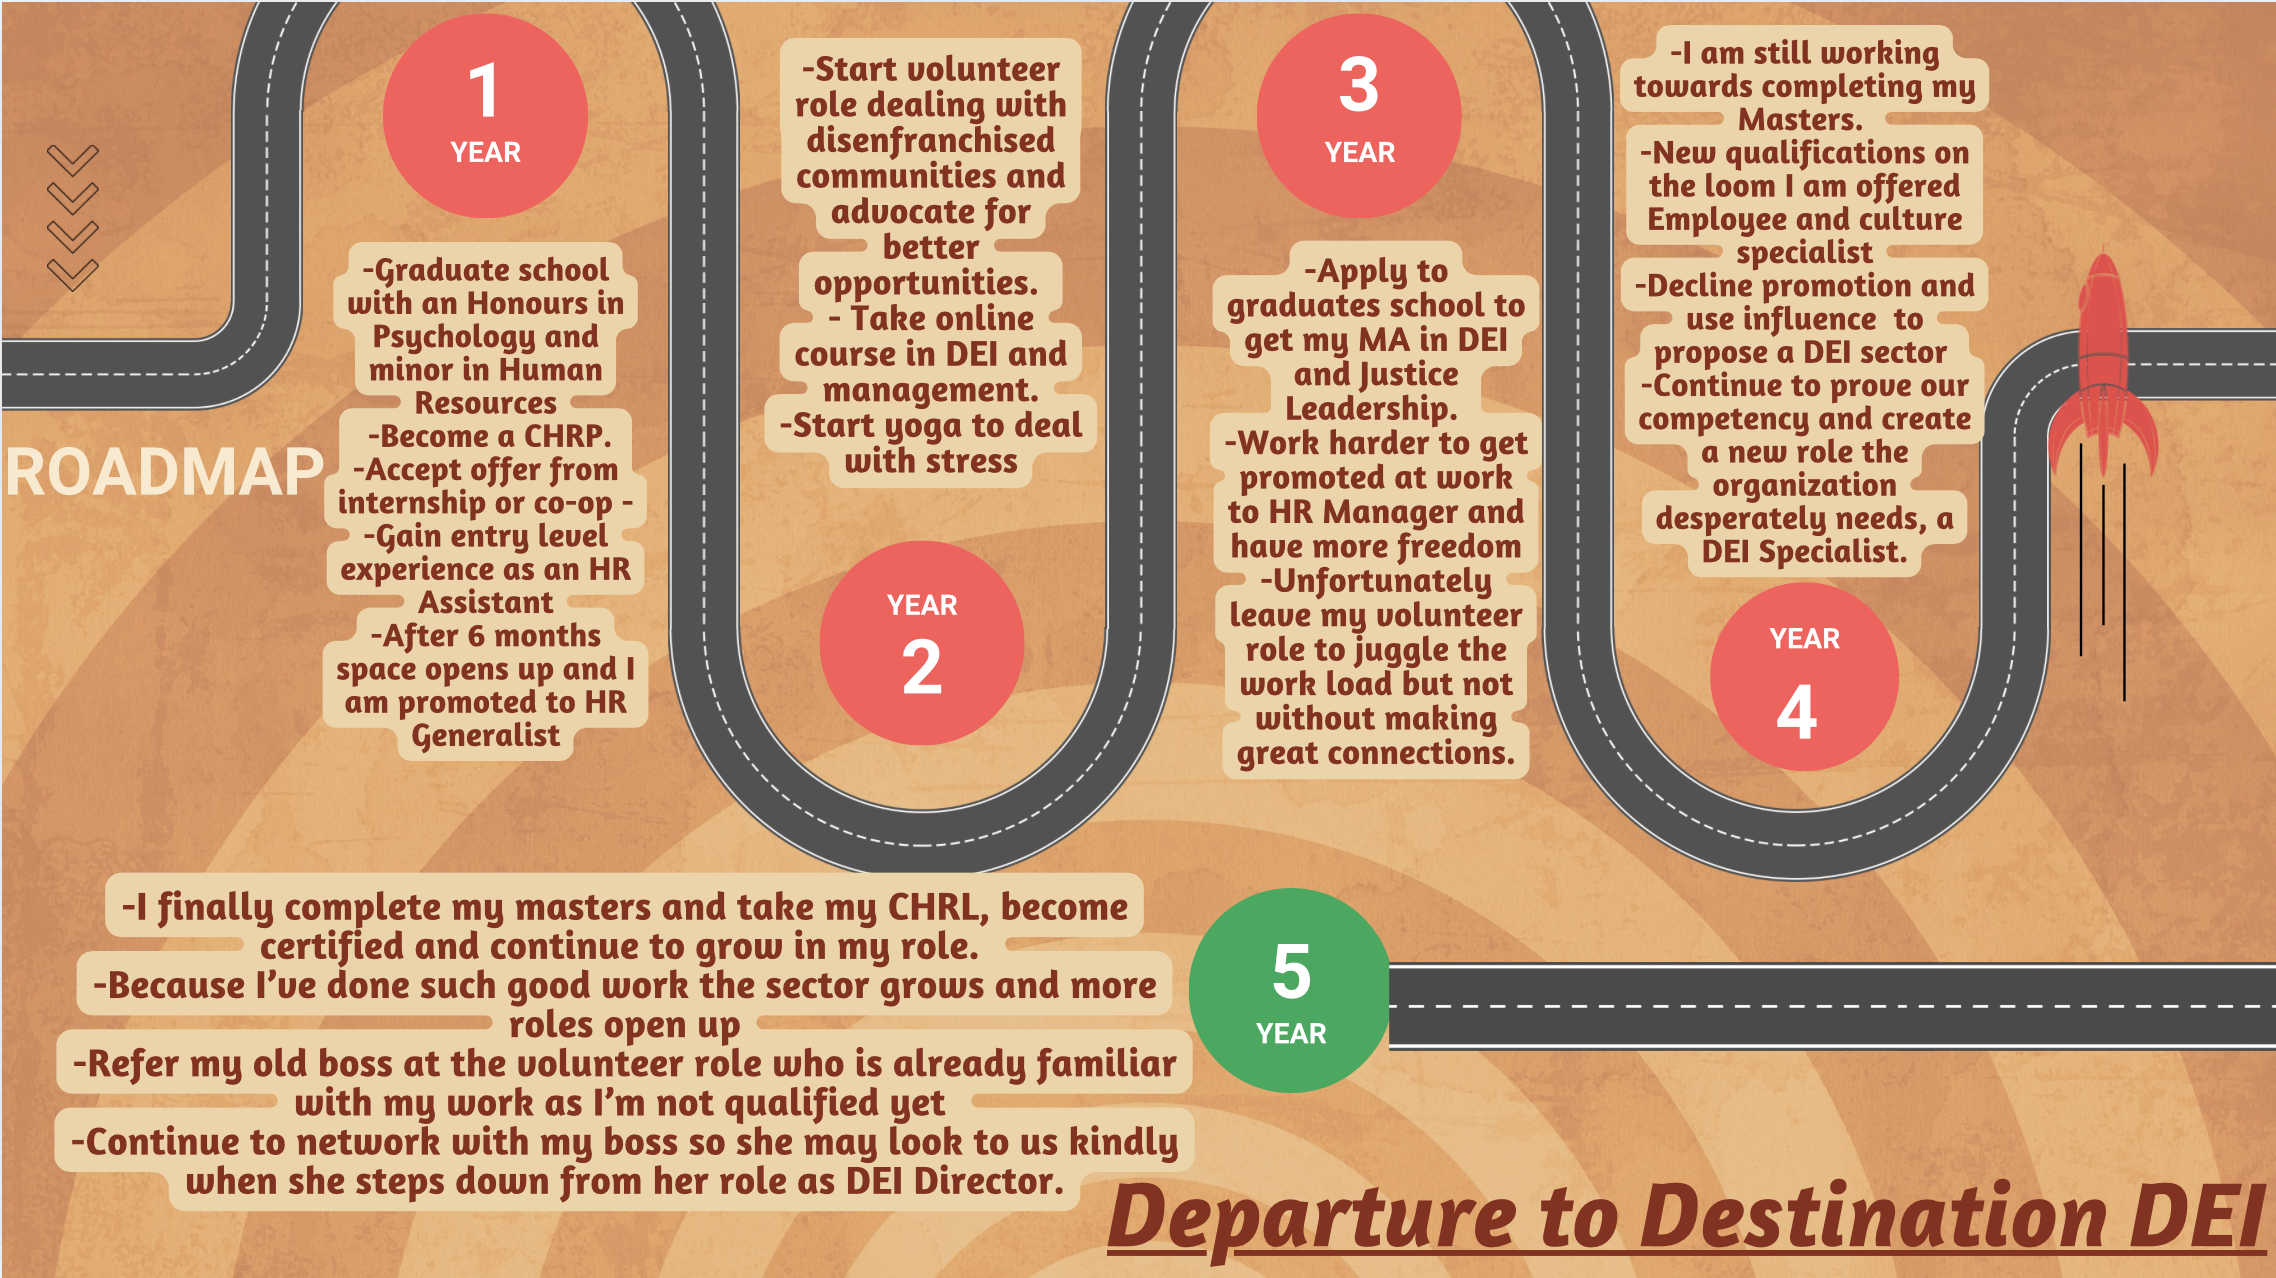 ROADMAP
1
YEAR
-Graduate school
with an Honours in
Psychology and
minor in Human
Resources
-Become a CHRP.
-Accept offer from
internship or co-op -
-Gain entry level
experience as an HR
Assistant
-After 6 months
space opens up and I
am promoted to HR
Generalist
-Start volunteer
role dealing with
disenfranchised
communities and
advocate for
better
opportunities.
- Take online
course in DEI and
management.
-Start yoga to deal
with stress
YEAR
2
3
YEAR
-Apply to
graduates school to
get my MA in DEI
and Justice
Leadership.
-Work harder to get
promoted at work
to HR Manager and
have more freedom
-Unfortunately
leave my volunteer
role to juggle the
work load but not
without making
great connections.
-I am still working
towards completing my
Masters.
-New qualifications on
the loom I am offered
Employee and culture
specialist
-Decline promotion and
use influence  to
propose a DEI sector
-Continue to prove our
competency and create
a new role the
organization
desperately needs, a
DEI Specialist.
YEAR
4
-I finally complete my masters and take my CHRL, become
certified and continue to grow in my role.
-Because I've done such good work the sector grows and more
roles open up
-Refer my old boss at the volunteer role who is already familiar
with my work as I'm not qualified yet
-Continue to network with my boss so she may look to us kindly
when she steps down from her role as DEI Director.
5
YEAR
Departure to Destination DEI